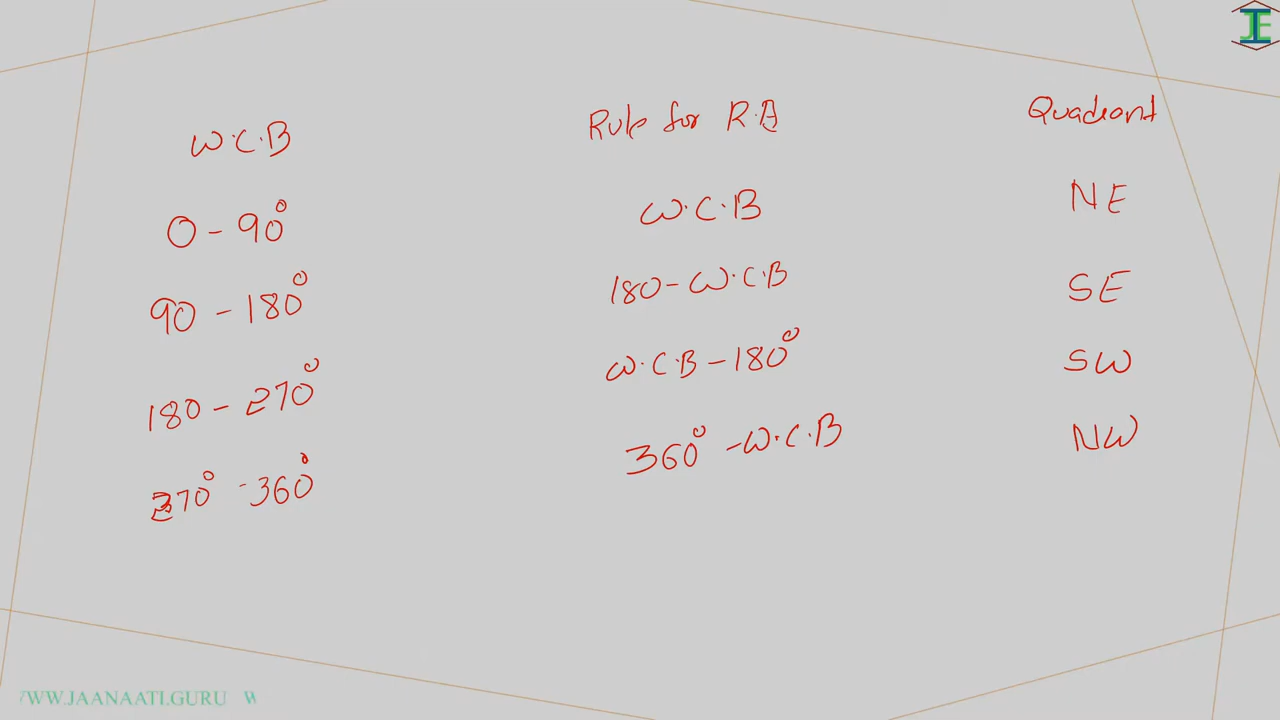 JE
W.C.B Rule for R.B Quadrant
0 - 90° W.C.B NE
90 - 180° 180 - W.C.B SE
180 - 270° W.C.B - 180° SW
270° - 360° 360° - W.C.B NW
WWW.JAANAATI.GURU W